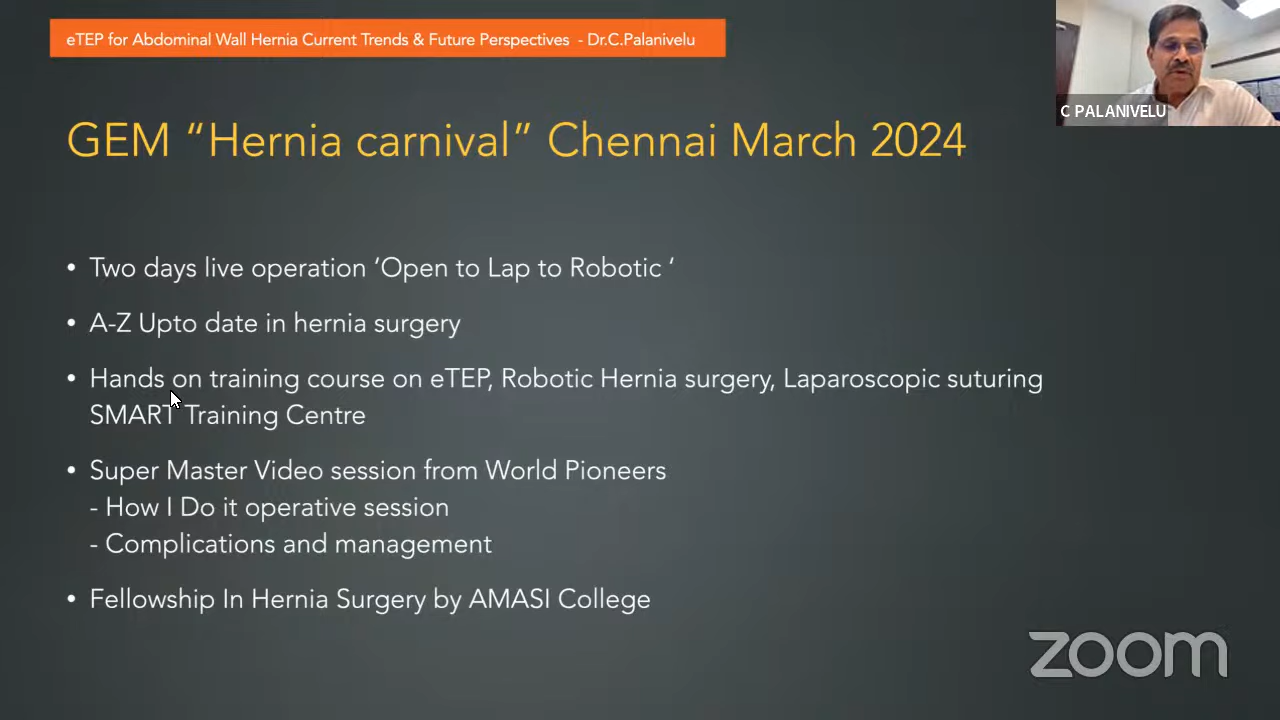 eTEP for Abdominal Wall Hernia Current Trends & Future Perspectives - Dr.C.Palanivelu
C PALANIVELU
GEM “Hernia carnival” Chennai March 2024
• Two days live operation ‘Open to Lap to Robotic ‘
• A-Z Upto date in hernia surgery
• Hands on training course on eTEP, Robotic Hernia surgery, Laparoscopic suturing
SMART Training Centre
• Super Master Video session from World Pioneers
- How I Do it operative session
- Complications and management
• Fellowship In Hernia Surgery by AMASI College
zoom